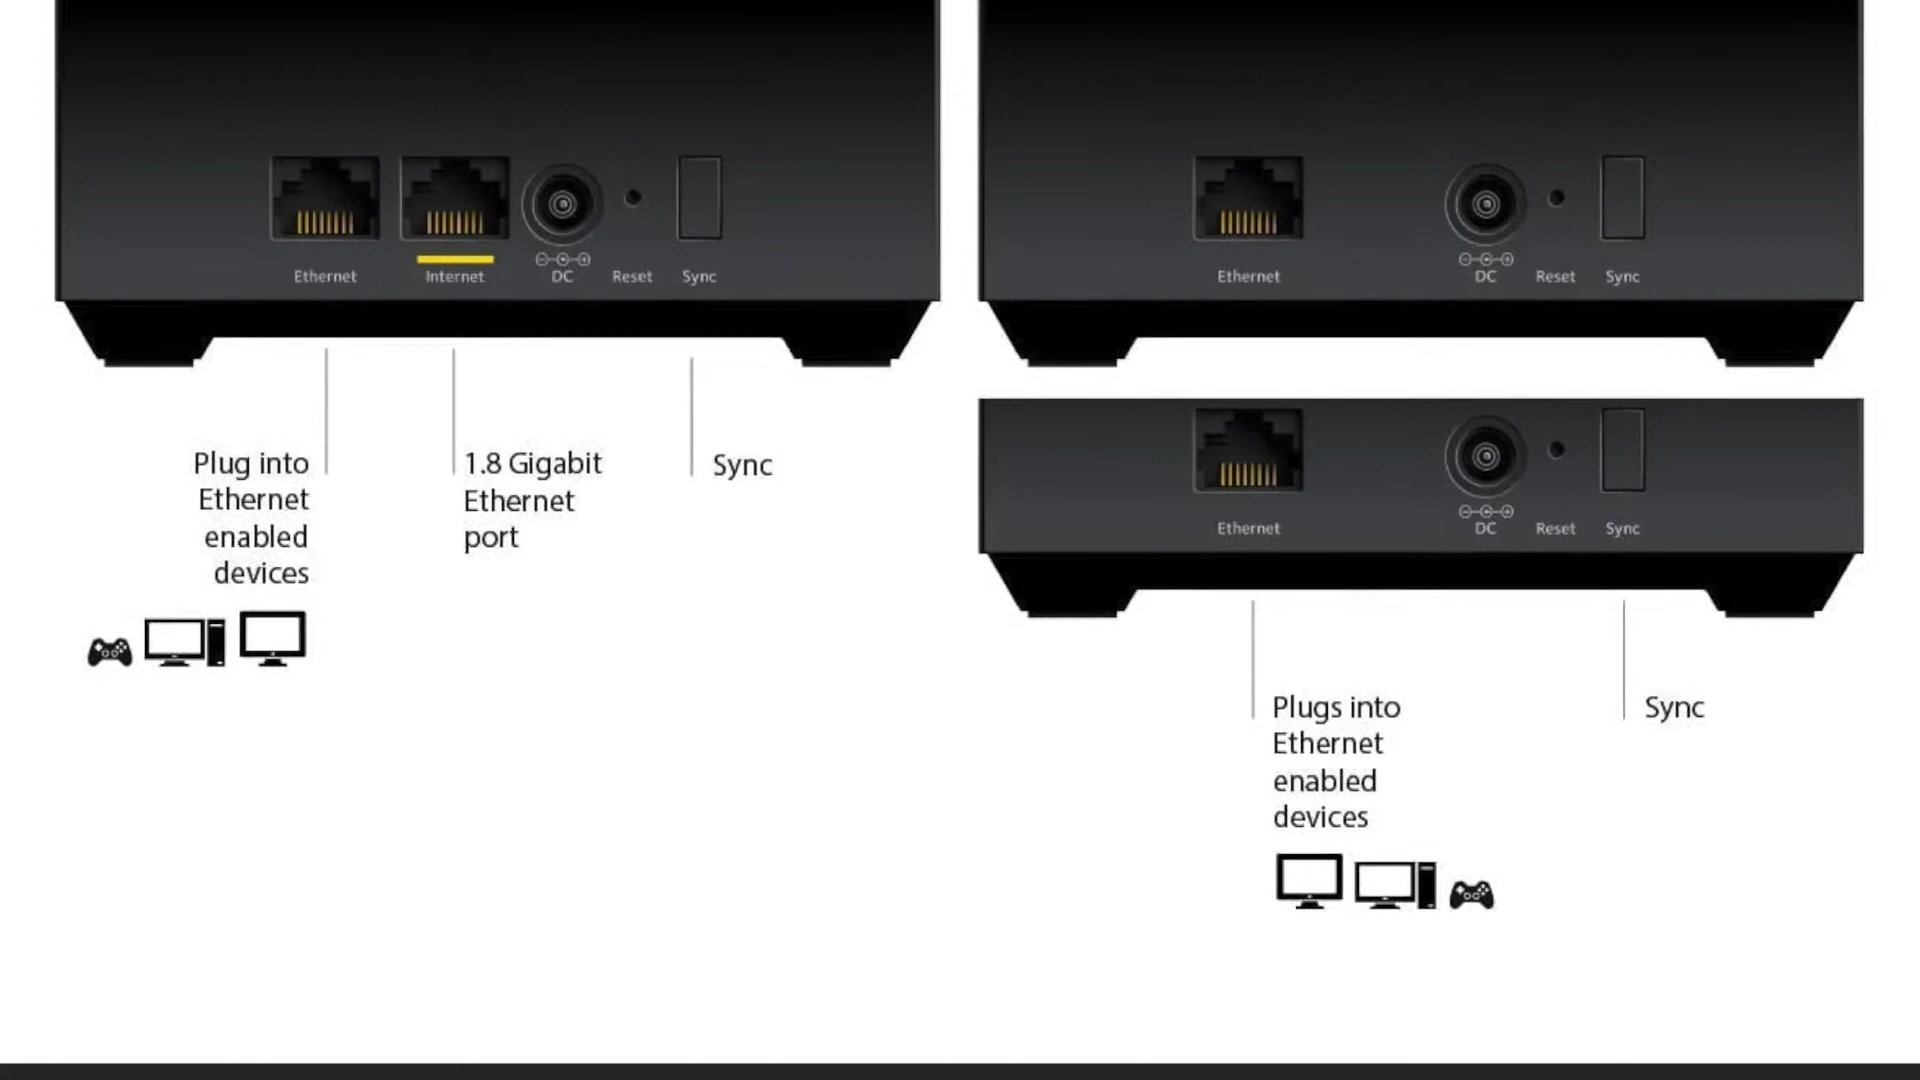 Ethernet Internet DC Reset Sync
Plug into
Ethernet
enabled
devices
1.8 Gigabit
Ethernet
port
Sync
Ethernet DC Reset Sync
Ethernet DC Reset Sync
Plugs into
Ethernet
enabled
devices
Sync